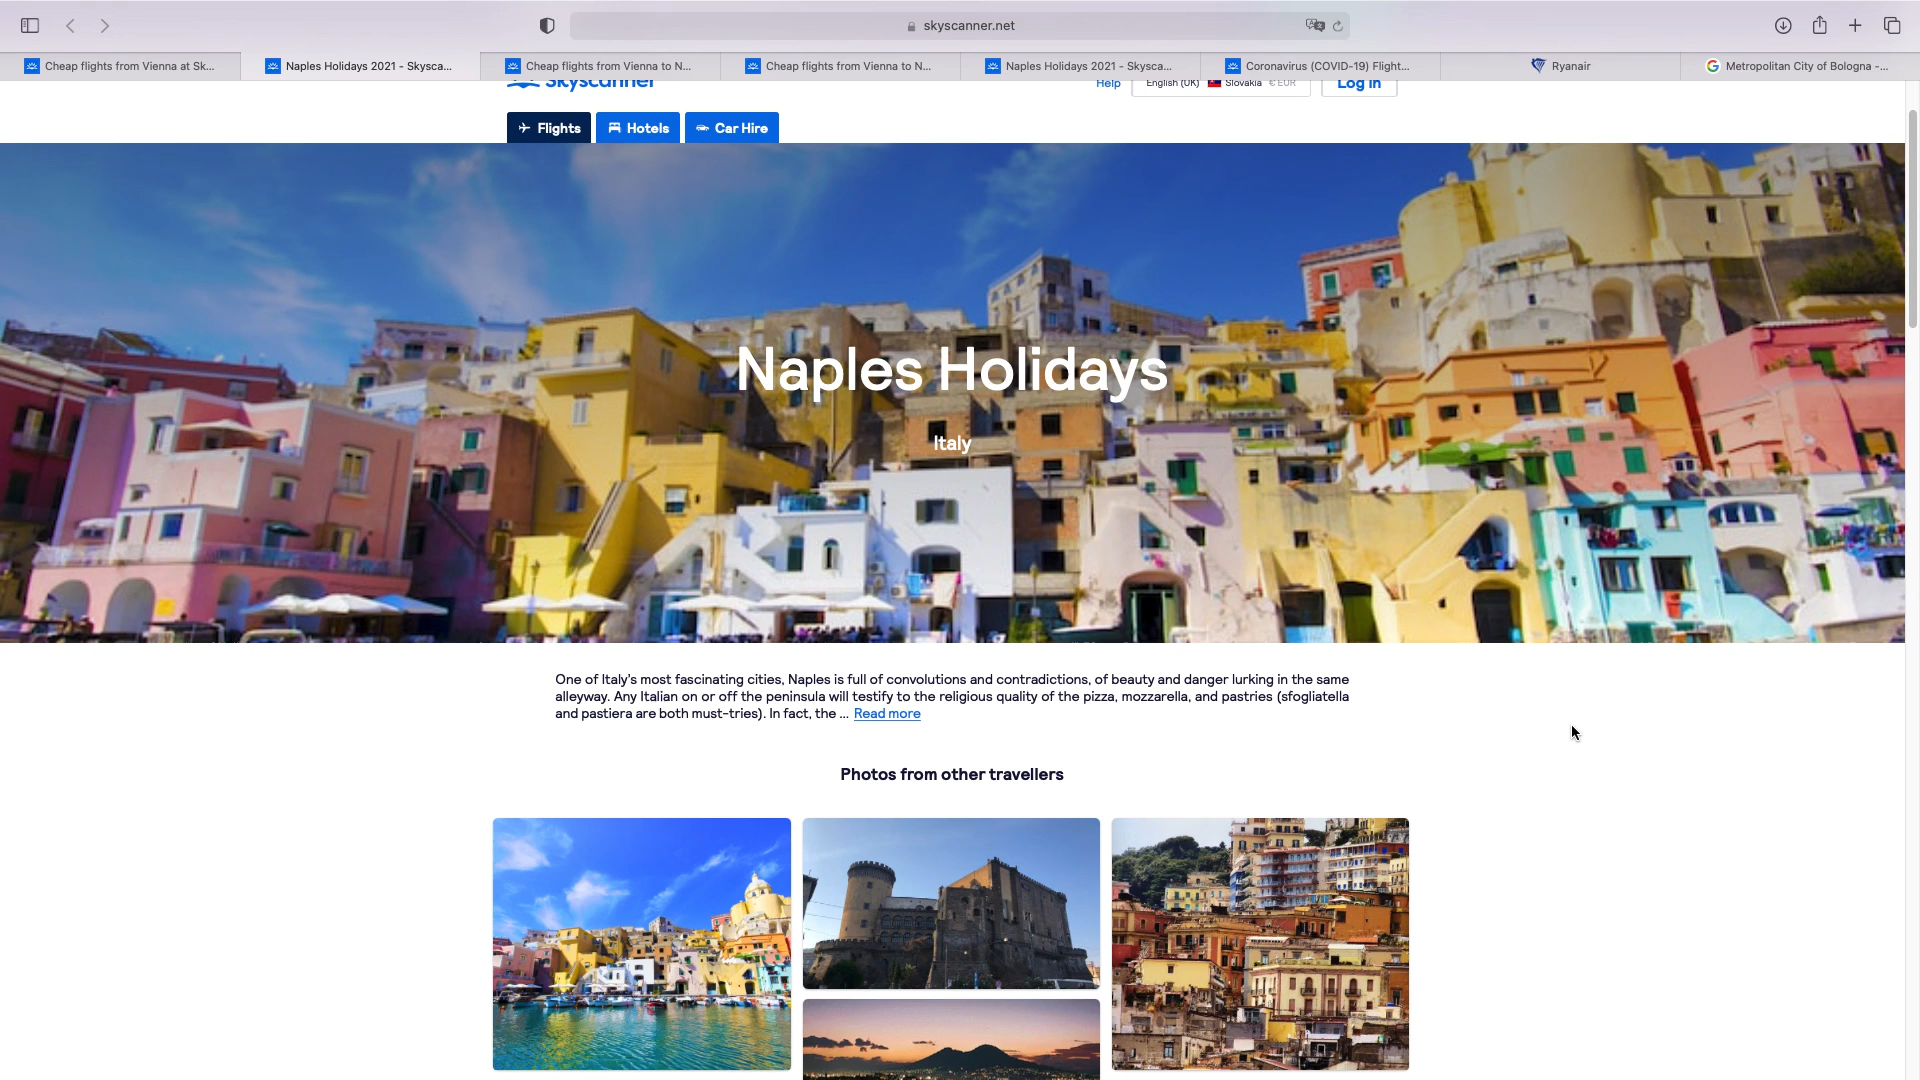 skyscanner.net
Cheap flights from Vienna at Sk...
Naples Holidays 2021 - Skysca...
Cheap flights from Vienna to N...
Cheap flights from Vienna to N...
Naples Holidays 2021 - Skysca...
Coronavirus (COVID-19) Flight...
Ryanair
Metropolitan City of Bologna -...
Skyscanner
Help
English (UK) Slovakia € EUR
Log in
Flights
Hotels
Car Hire
Naples Holidays
Italy
One of Italy's most fascinating cities, Naples is full of convolutions and contradictions, of beauty and danger lurking in the same
alleyway. Any Italian on or off the peninsula will testify to the religious quality of the pizza, mozzarella, and pastries (sfogliatella
and pastiera are both must-tries). In fact, the ... Read more
Photos from other travellers